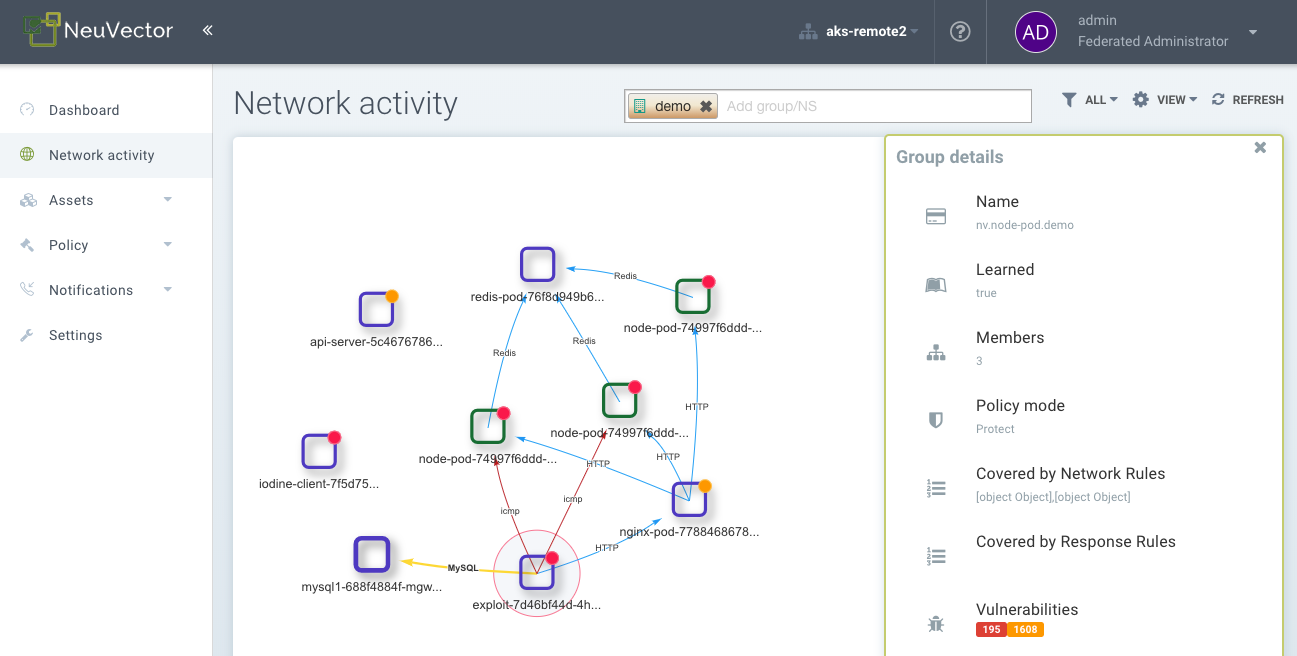 NeuVector
«
aks-remote2
?
AD
admin
Federated Administrator
Dashboard
Network activity
Assets
Policy
Notifications
Settings
Network activity
demo
Add group/NS
ALL
VIEW
REFRESH
Redis
redis-pod-76f8d949b6...
node-pod-74997f6ddd-...
api-server-5c4676786...
Redis
Redis
HTTP
node-pod-74997f6ddd-...
node-pod-74997f6ddd-...
HTTP
HTTP
iodine-client-7f5d75...
icmp
icmp
nginx-pod-7788468678...
HTTP
MySQL
mysql1-688f4884f-mgw...
exploit-7d46bf44d-4h...
Group details
Name
nv.node-pod.demo
Learned
true
Members
3
Policy mode
Protect
Covered by Network Rules
[object Object],[object Object]
Covered by Response Rules
Vulnerabilities
195 1608